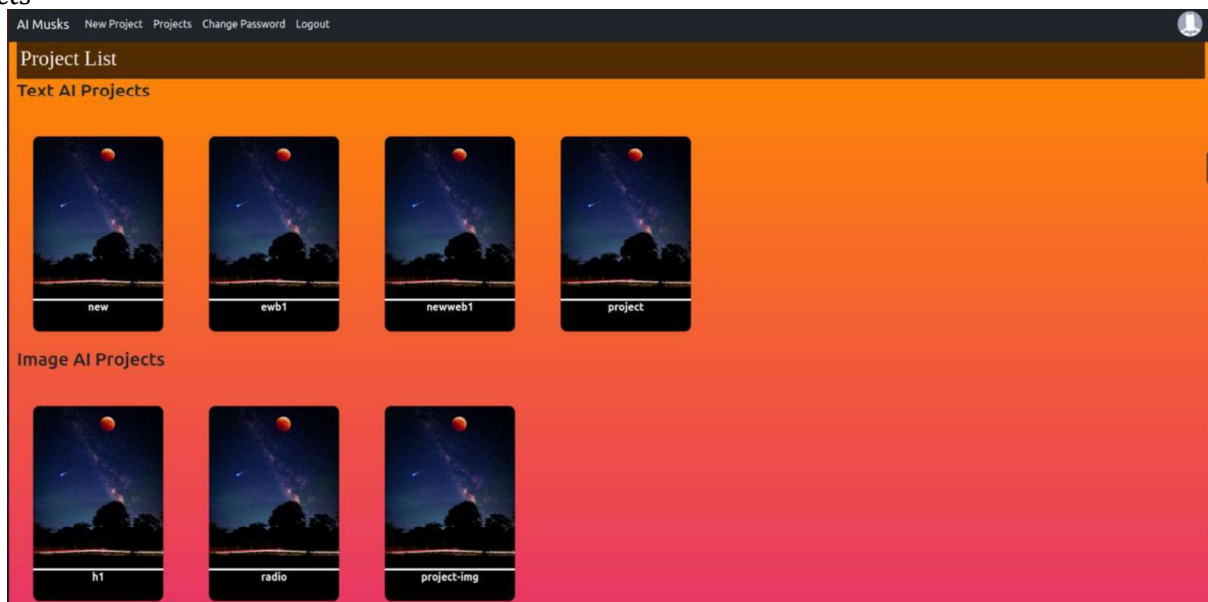 AI Musks New Project Projects Change Password Logout
Project List
Text AI Projects
new ewb1 newweb1 project
Image AI Projects
h1 radio project-img